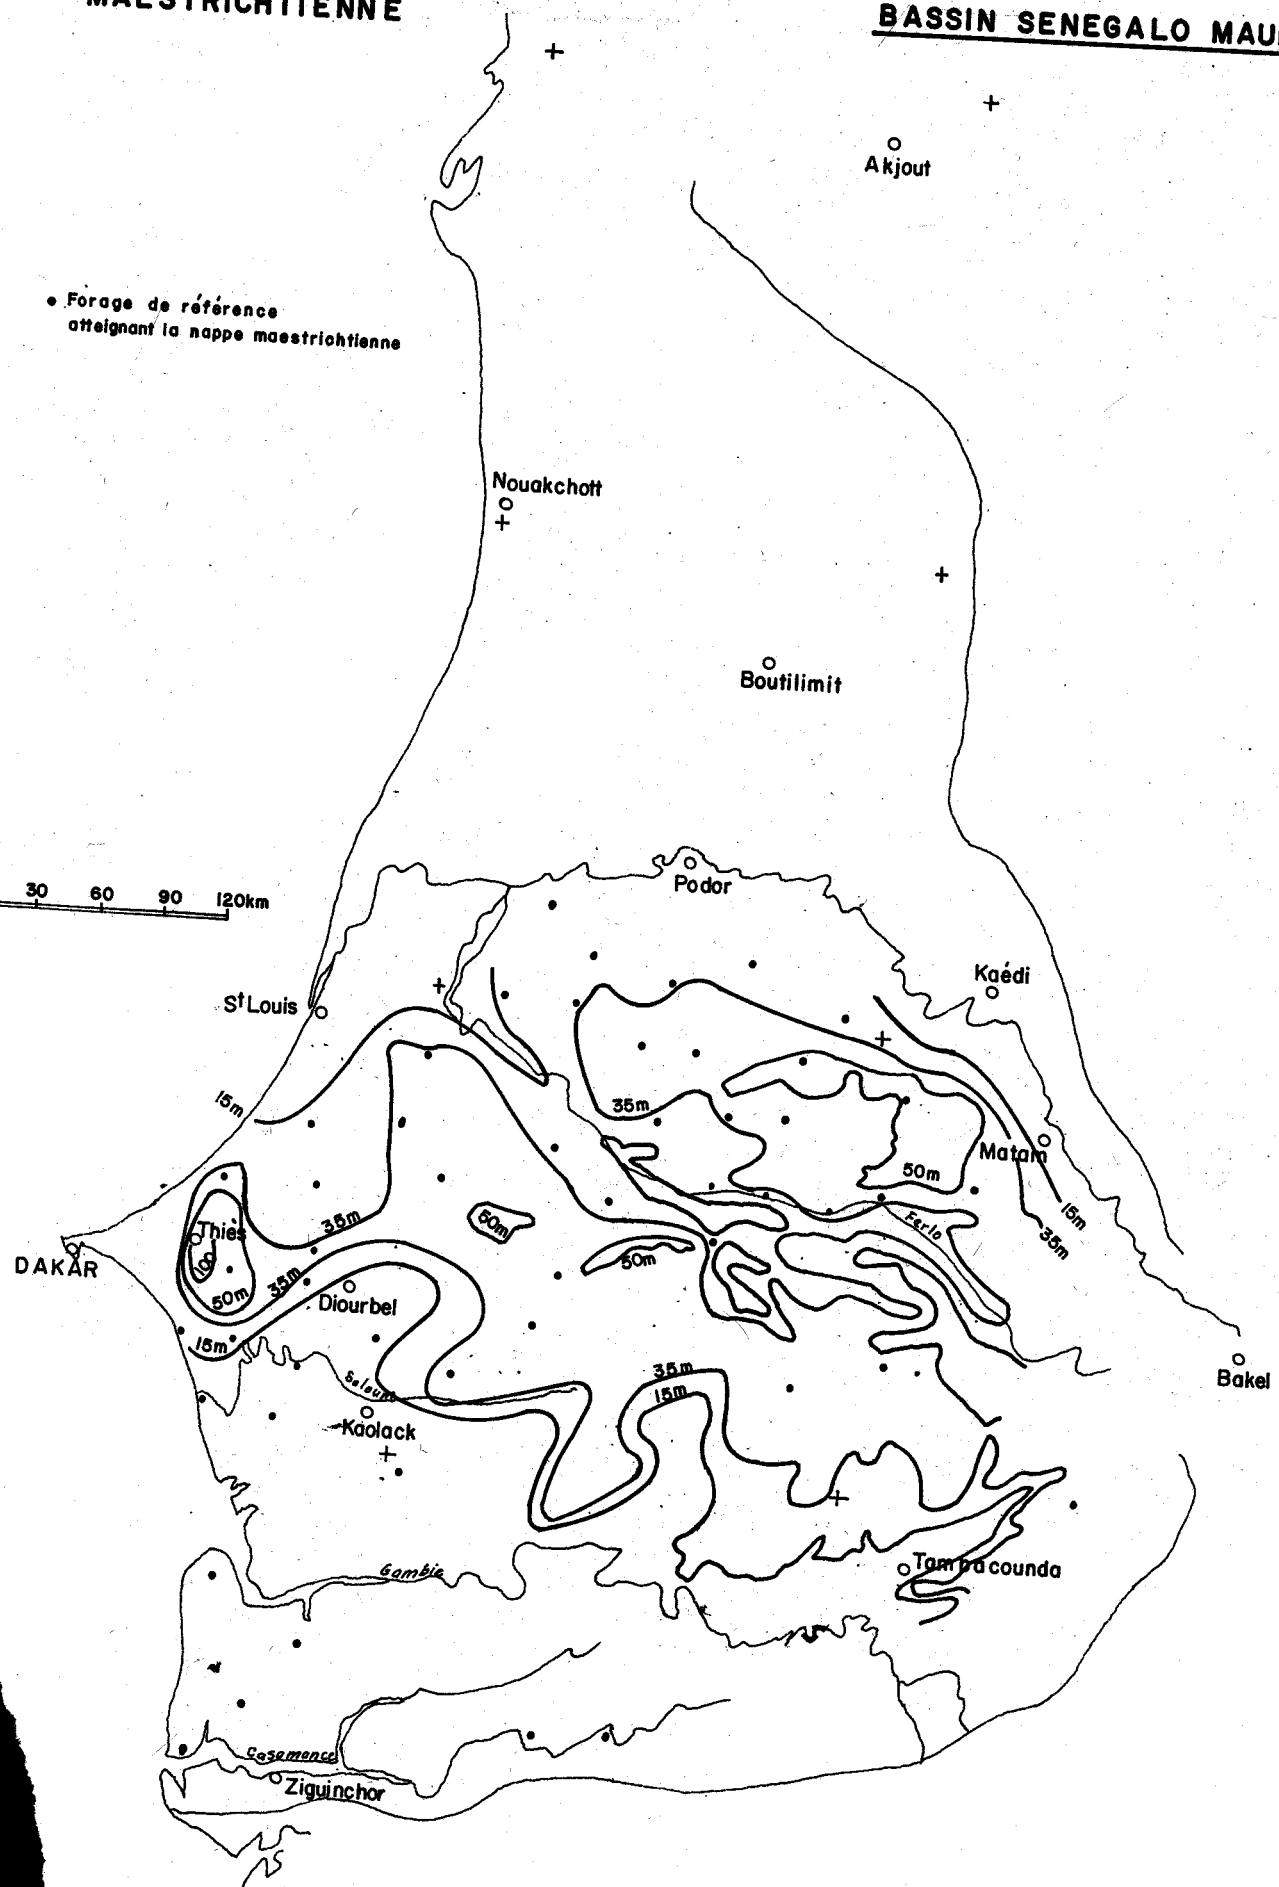 MAESTRICHTIENNE
BASSIN SENEGALO MAU
Akjout
• Forage de référence
atteignant la nappe maestrichtienne
Nouakchott
Boutilimit
Podor
30 60 90 120km
Kaédi
St Louis
15m
35m
Matam
50m
Thiès
35m
50m
Ferlo
15m
35m
DAKAR
100
50m
35m
50m
Diourbel
15m
35m
15m
Bakel
Saloum
Kaolack
Gambie
Tambacounda
Casamance
Ziguinchor